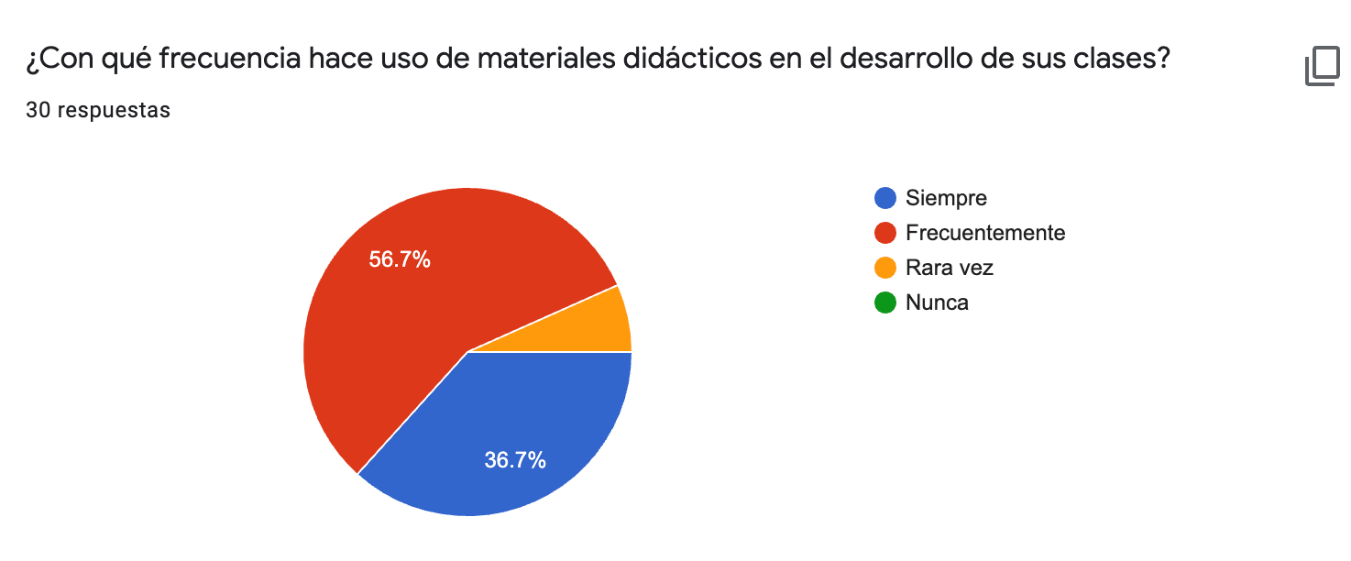 ¿Con qué frecuencia hace uso de materiales didácticos en el desarrollo de sus clases?
30 respuestas
Siempre
Frecuentemente
Rara vez
Nunca
56.7%
36.7%